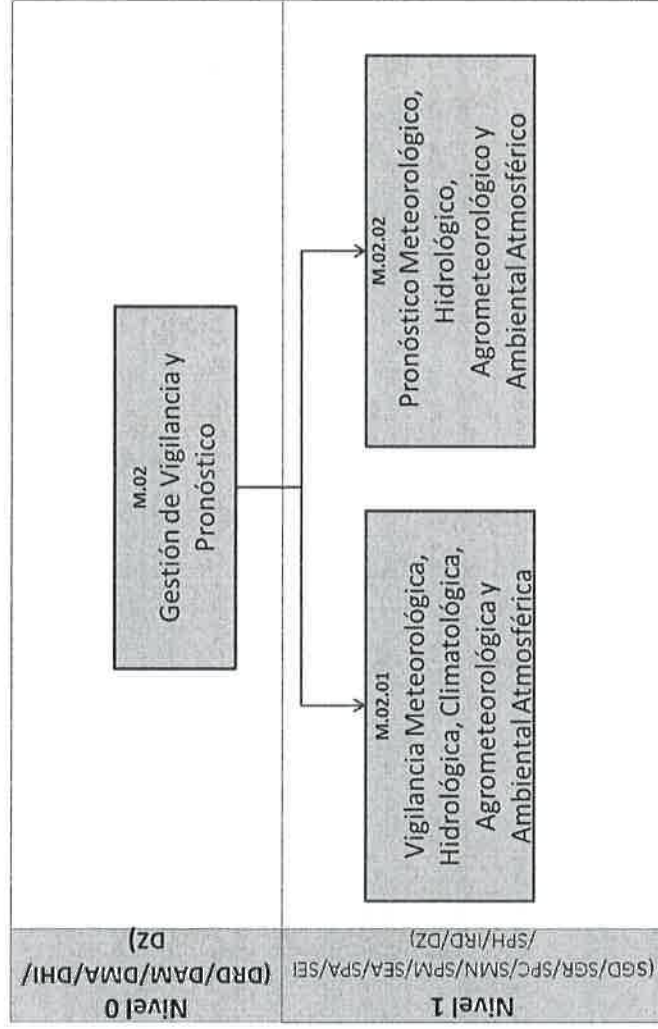 Nivel 0
(DRD/DAM/DMA/DHI/
DZ)
M.02
Gestión de Vigilancia y
Pronóstico
Nivel 1
(SGD/SGR/SPC/SMN/SPM/SEA/SPA/SEI
/SPH/IRD/DZ)
M.02.01
Vigilancia Meteorológica,
Hidrológica, Climatológica,
Agrometeorológica y
Ambiental Atmosférica
M.02.02
Pronóstico Meteorológico,
Hidrológico,
Agrometeorológico y
Ambiental Atmosférico